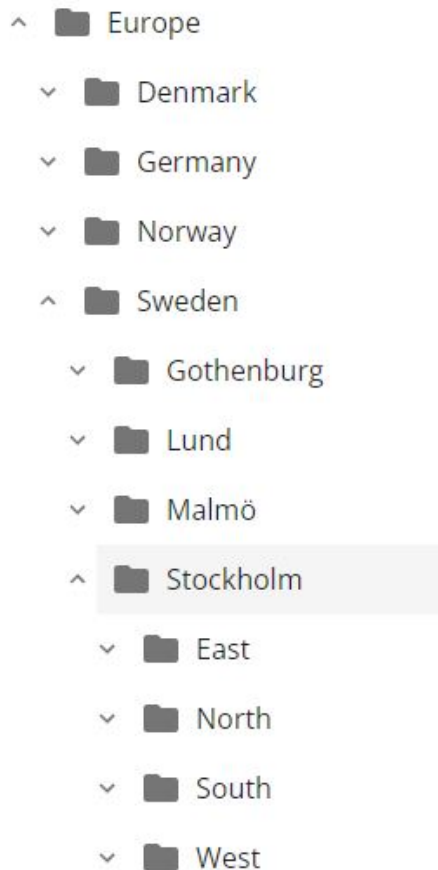 Europe
Denmark
Germany
Norway
Sweden
Gothenburg
Lund
Malmö
Stockholm
East
North
South
West